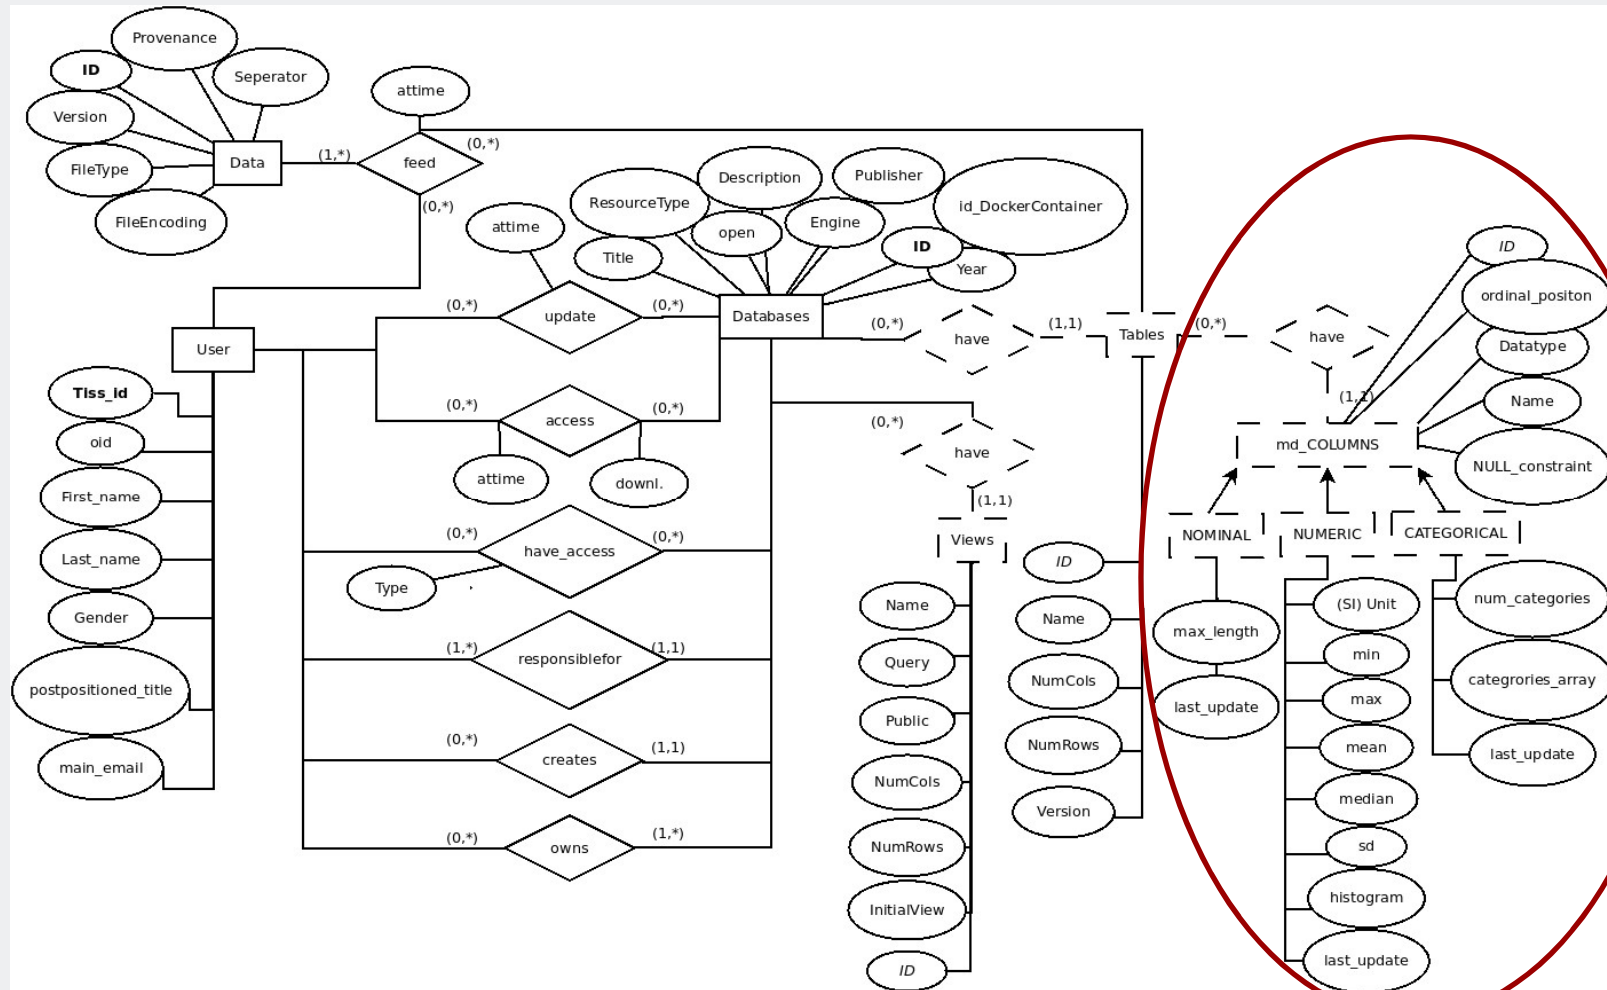 Provenance
ID
Seperator
Version
FileType
FileEncoding
Data
(1,*)
feed
attime
(0,*)
(0,*)
User
Tiss_id
oid
First_name
Last_name
Gender
postpositioned_title
main_email
attime
(0,*)
update
(0,*)
(0,*)
access
(0,*)
attime
downl.
(0,*)
have_access
(0,*)
Type
(1,*)
responsiblefor
(1,1)
(0,*)
creates
(1,1)
(0,*)
owns
(1,*)
Title
ResourceType
Description
open
Publisher
Engine
ID
id_DockerContainer
Year
Databases
(0,*)
have
(1,1)
Tables
(0,*)
have
(1,1)
(0,*)
have
(1,1)
Views
Name
Query
Public
NumCols
NumRows
InitialView
ID
ID
Name
NumCols
NumRows
Version
ID
ordinal_positon
Datatype
Name
NULL_constraint
md_COLUMNS
NOMINAL
NUMERIC
CATEGORICAL
max_length
last_update
(SI) Unit
min
max
mean
median
sd
histogram
last_update
num_categories
categrories_array
last_update